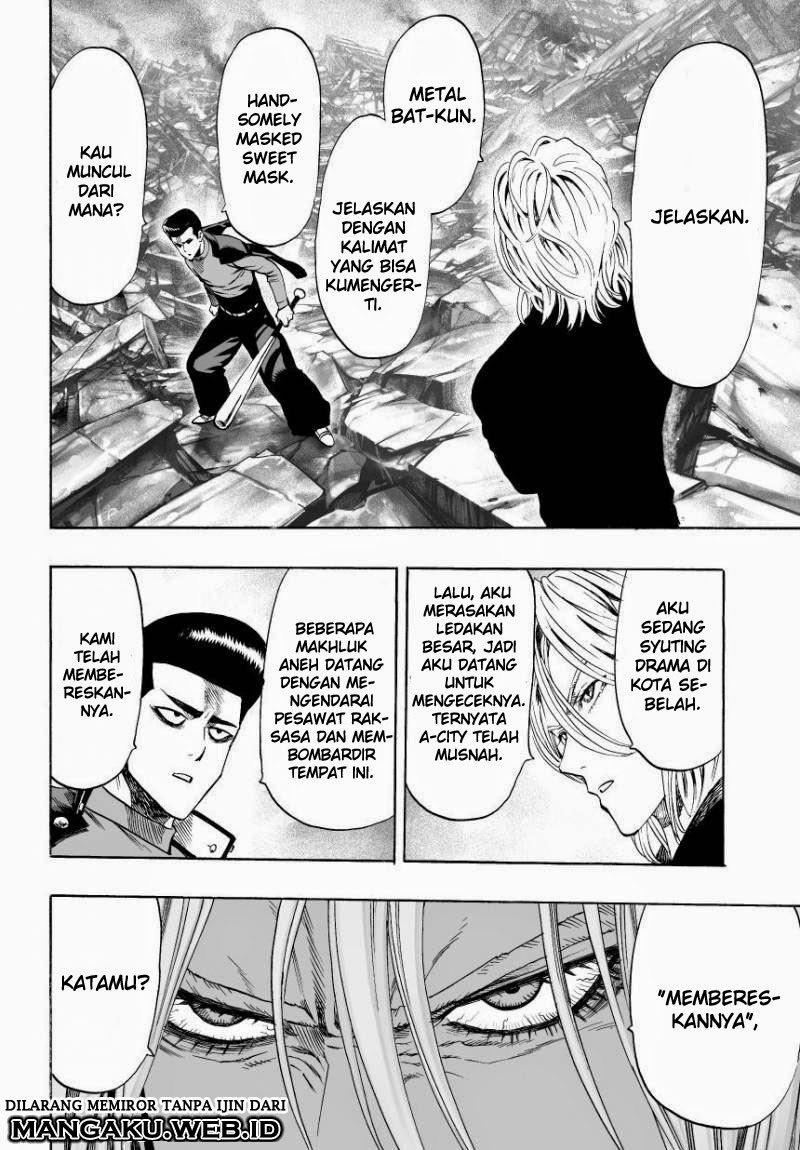 JELASKAN.
METAL
BAT-KUN.
JELASKAN
DENGAN
KALIMAT
YANG BISA
KUMENGER-
TI.
HAND-
SOMELY
MASKED
SWEET
MASK.
KAU
MUNCUL
DARI
MANA?
AKU
SEDANG
SYUTING
DRAMA DI
KOTA SE-
BELAH.
LALU, AKU
MERASAKAN
LEDAKAN
BESAR, JADI
AKU DATANG
UNTUK
MENGECEKNYA.
TERNYATA
A-CITY TELAH
MUSNAH.
BEBERAPA
MAKHLUK
ANEH DATANG
DENGAN ME-
NGENDARAI
PESAWAT RAK-
SASA DAN MEM-
BOMBARDIR
TEMPAT INI.
KAMI
TELAH
MEMBE-
RESKAN-
NYA.
"MEMBERES-
KANNYA",
KATAMU?
DILARANG MEMIROR TANPA IJIN DARI
MANGAKU.WEB.ID